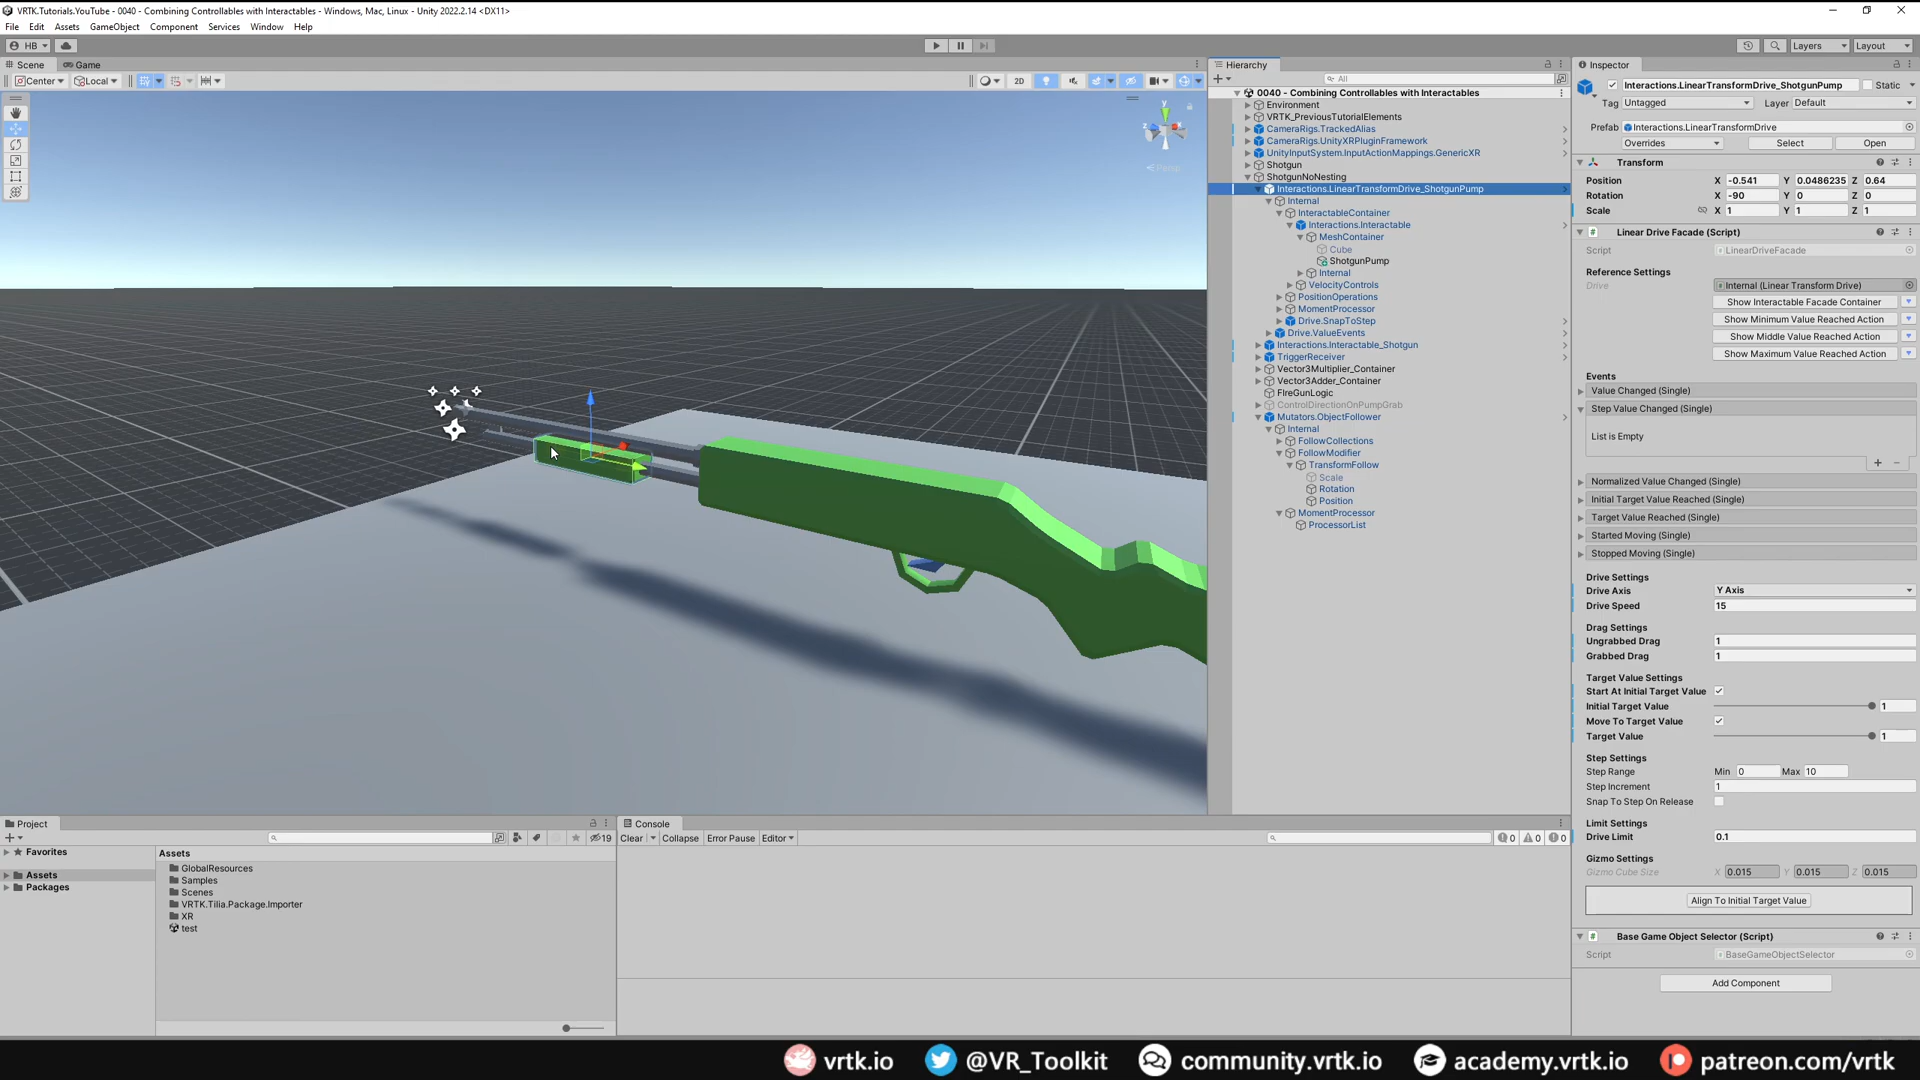 VRTK.Tutorials.YouTube - 0040 - Combining Controllables with Interactables - Windows, Mac, Linux - Unity 2022.2.14 <DX11>
File Edit Assets GameObject Component Services Window Help
HB Layers Layout
Scene Game
Center Local 2D
y
Persp
Hierarchy
All
0040 - Combining Controllables with Interactables
Environment
VRTK_PreviousTutorialElements
CameraRigs.TrackedAlias
CameraRigs.UnityXRPluginFramework
UnityInputSystem.InputActionMappings.GenericXR
Shotgun
ShotgunNoNesting
Interactions.LinearTransformDrive_ShotgunPump
Internal
InteractableContainer
Interactions.Interactable
MeshContainer
Cube
ShotgunPump
Internal
VelocityControls
PositionOperations
MomentProcessor
Drive.SnapToStep
Drive.ValueEvents
Interactions.Interactable_Shotgun
TriggerReceiver
Vector3Multiplier_Container
Vector3Adder_Container
FireGunLogic
ControlDirectionOnPumpGrab
Mutators.ObjectFollower
Internal
FollowCollections
FollowModifier
TransformFollow
Scale
Rotation
Position
MomentProcessor
ProcessorList
Inspector
Interactions.LinearTransformDrive_ShotgunPump Static
Tag Untagged Layer Default
Prefab Interactions.LinearTransformDrive
Overrides Select Open
Transform
Position X -0.541 Y 0.0486235 Z 0.64
Rotation X -90 Y 0 Z 0
Scale X 1 Y 1 Z 1
Linear Drive Facade (Script)
Script LinearDriveFacade
Reference Settings
Drive Internal (Linear Transform Drive)
Show Interactable Facade Container
Show Minimum Value Reached Action
Show Middle Value Reached Action
Show Maximum Value Reached Action
Events
Value Changed (Single)
Step Value Changed (Single)
List is Empty
+ -
Normalized Value Changed (Single)
Initial Target Value Reached (Single)
Target Value Reached (Single)
Started Moving (Single)
Stopped Moving (Single)
Drive Settings
Drive Axis Y Axis
Drive Speed 15
Drag Settings
Ungrabbed Drag 1
Grabbed Drag 1
Target Value Settings
Start At Initial Target Value
Initial Target Value 1
Move To Target Value
Target Value 1
Step Settings
Step Range Min 0 Max 10
Step Increment 1
Snap To Step On Release
Limit Settings
Drive Limit 0.1
Gizmo Settings
Gizmo Cube Size X 0.015 Y 0.015 Z 0.015
Align To Initial Target Value
Base Game Object Selector (Script)
Script BaseGameObjectSelector
Add Component
Project
19
Favorites
Assets
Packages
Assets
GlobalResources
Samples
Scenes
VRTK.Tilia.Package.Importer
XR
test
Console
Clear Collapse Error Pause Editor 0 0 0
vrtk.io @VR_Toolkit community.vrtk.io academy.vrtk.io patreon.com/vrtk